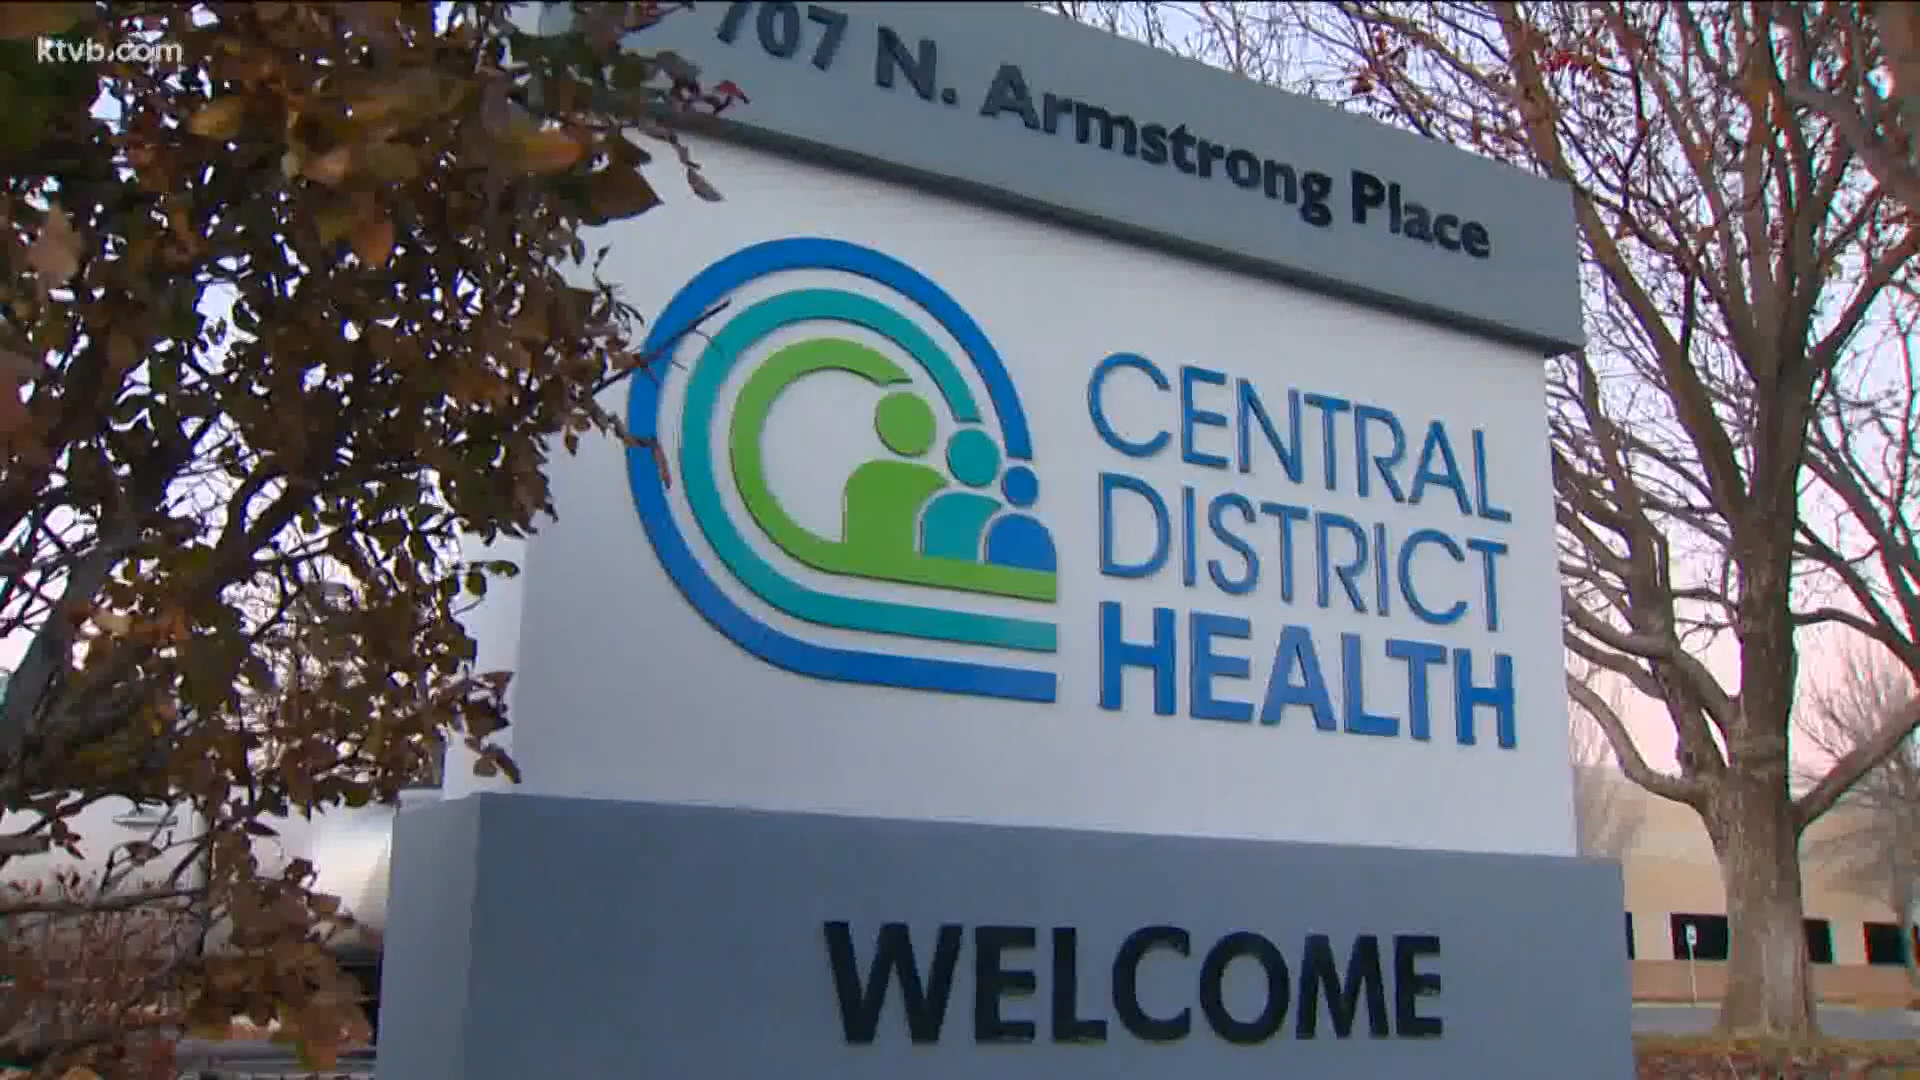 ktvb.com
707 N. Armstrong Place
CENTRAL
DISTRICT
HEALTH
WELCOME